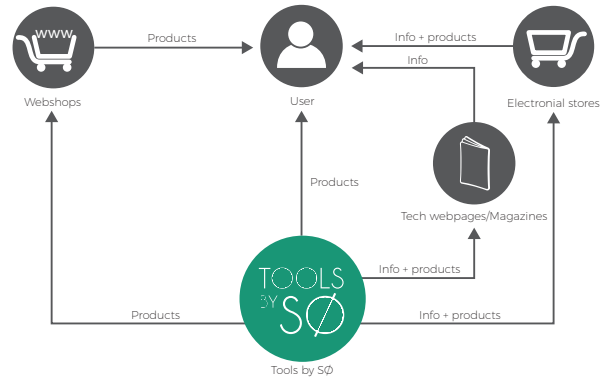 WWW
Products
Info + products
Info
Webshops
User
Electronial stores
Products
Tech webpages/Magazines
Info + products
TOOLS
BY SØ
Products
Info + products
Tools by SØ